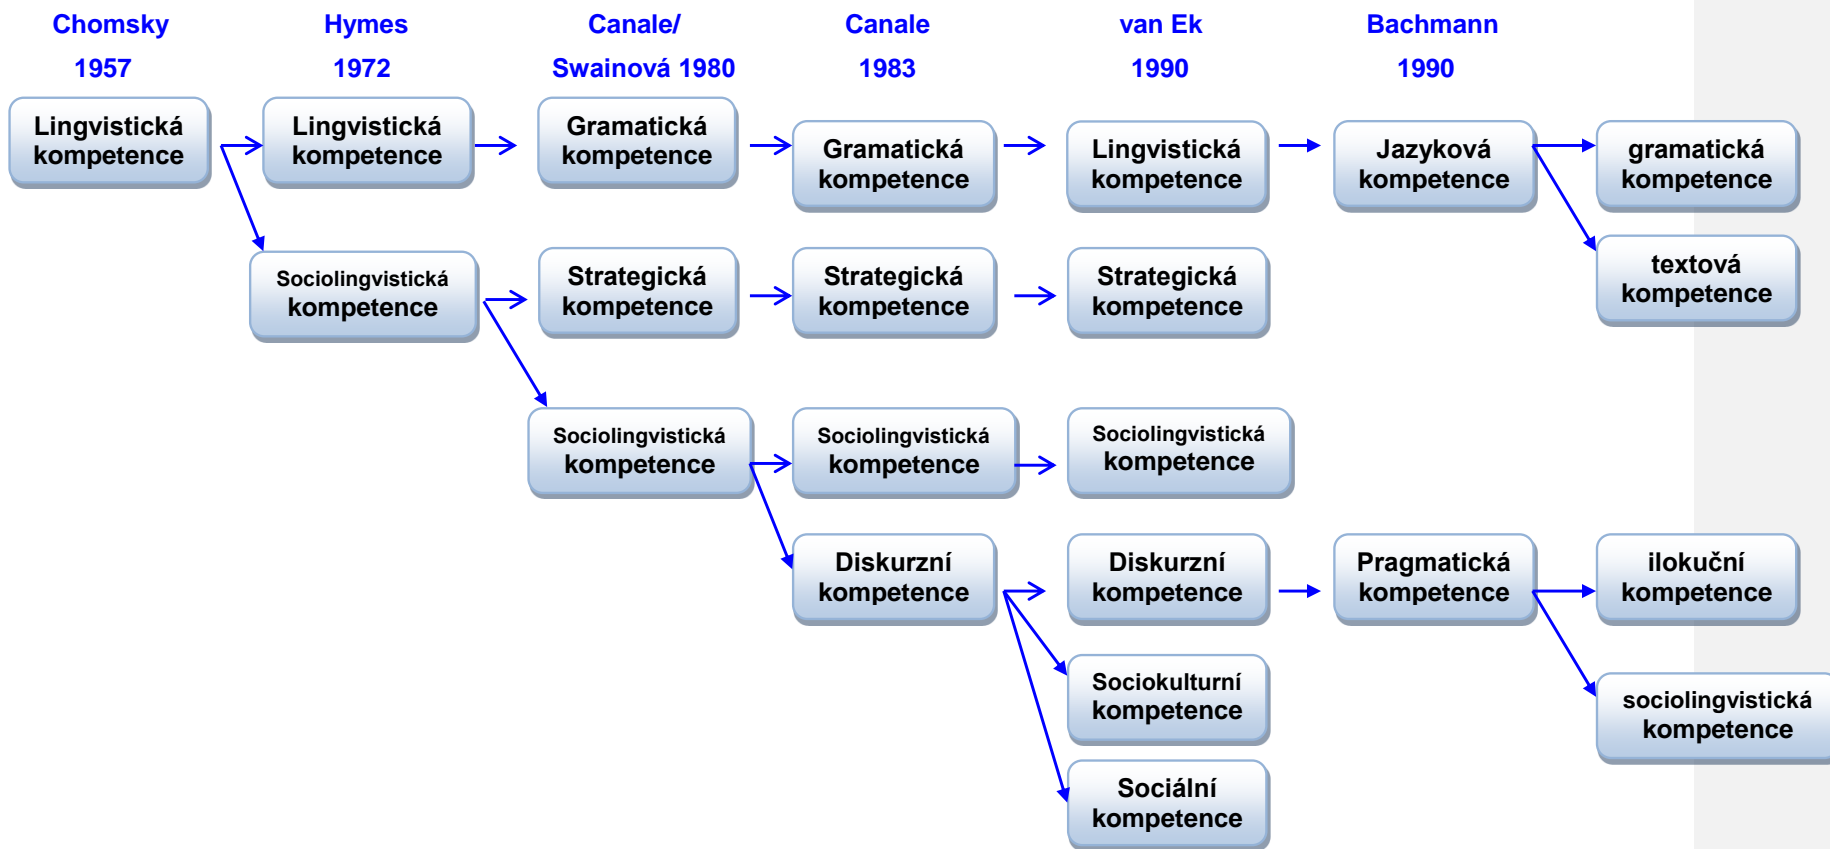 Chomsky
1957
Hymes
1972
Canale/
Swainová 1980
Canale
1983
van Ek
1990
Bachmann
1990
Lingvistická
kompetence
Lingvistická
kompetence
Gramatická
kompetence
Gramatická
kompetence
Lingvistická
kompetence
Jazyková
kompetence
gramatická
kompetence
textová
kompetence
Sociolingvistická
kompetence
Strategická
kompetence
Strategická
kompetence
Strategická
kompetence
Sociolingvistická
kompetence
Sociolingvistická
kompetence
Sociolingvistická
kompetence
Diskurzní
kompetence
Diskurzní
kompetence
Pragmatická
kompetence
ilokuční
kompetence
Sociokulturní
kompetence
sociolingvistická
kompetence
Sociální
kompetence